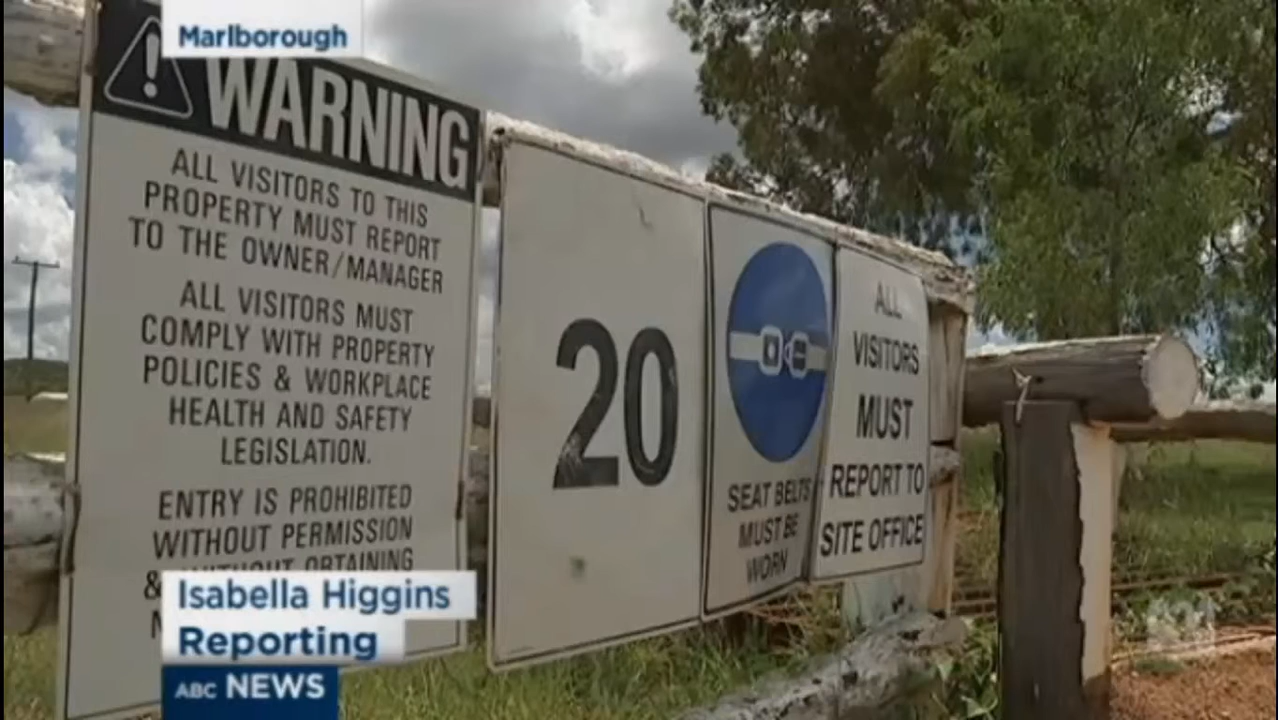 Marlborough
WARNING
ALL VISITORS TO THIS
PROPERTY MUST REPORT
TO THE OWNER/MANAGER
ALL VISITORS MUST
COMPLY WITH PROPERTY
POLICIES & WORKPLACE
HEALTH AND SAFETY
LEGISLATION.
ENTRY IS PROHIBITED
WITHOUT PERMISSION
& WITHOUT OBTAINING
20
SEAT BELTS
MUST BE
WORN
ALL
VISITORS
MUST
REPORT TO
SITE OFFICE
Isabella Higgins
Reporting
ABC NEWS